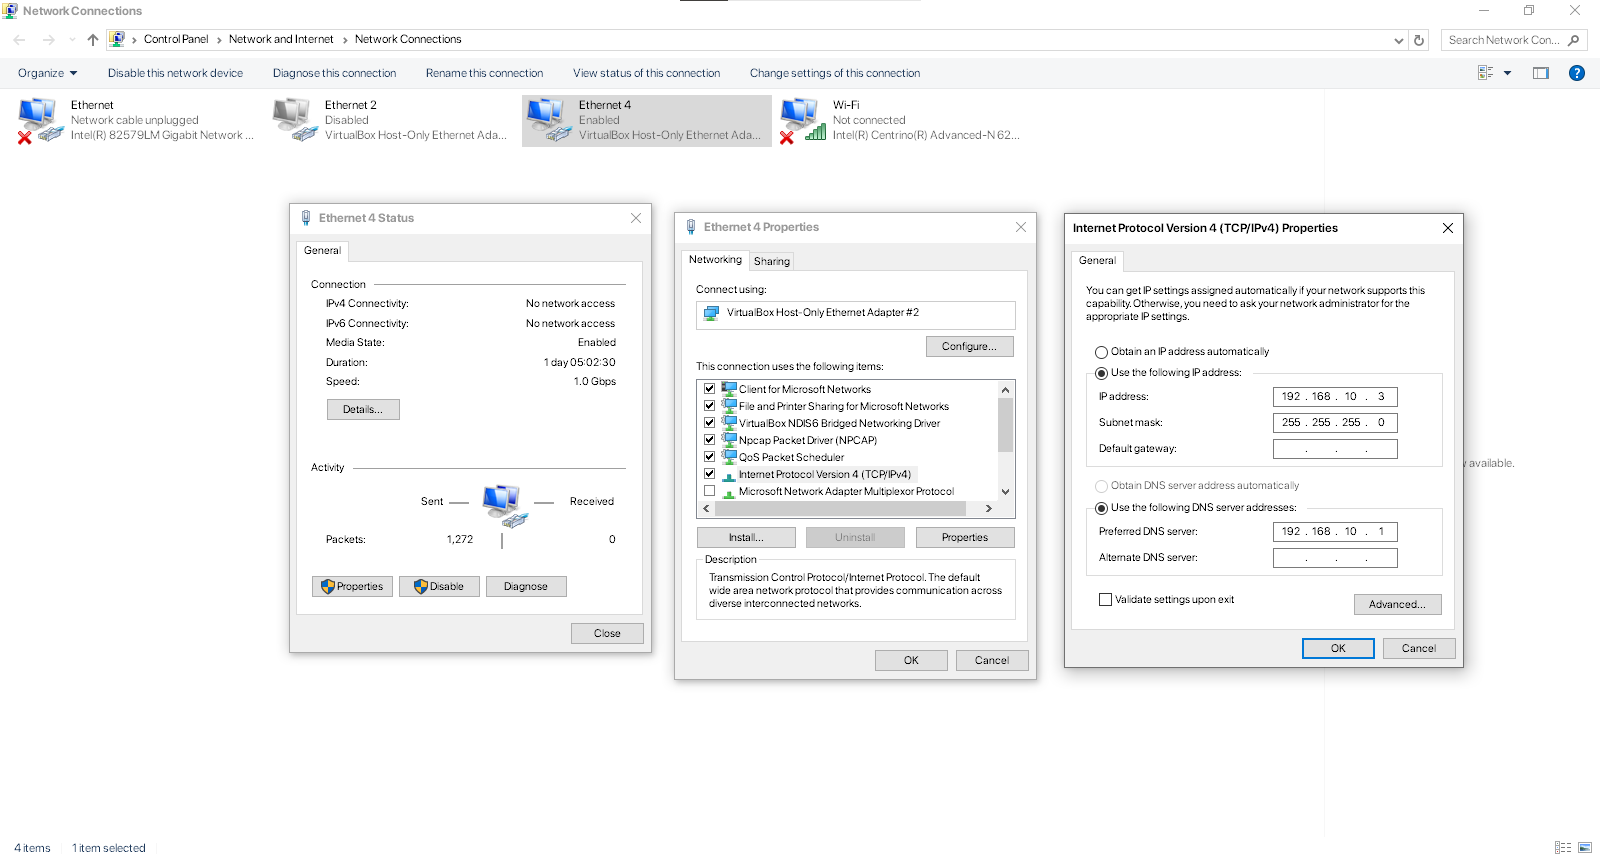 Network Connections
Control Panel > Network and Internet > Network Connections
Search Network Con...
Organize
Disable this network device
Diagnose this connection
Rename this connection
View status of this connection
Change settings of this connection
Ethernet
Network cable unplugged
Intel(R) 82579LM Gigabit Network ...
Ethernet 2
Disabled
VirtualBox Host-Only Ethernet Ada...
Ethernet 4
Enabled
VirtualBox Host-Only Ethernet Ada...
Wi-Fi
Not connected
Intel(R) Centrino(R) Advanced-N 62...
Ethernet 4 Status
General
Connection
IPv4 Connectivity: No network access
IPv6 Connectivity: No network access
Media State: Enabled
Duration: 1 day 05:02:30
Speed: 1.0 Gbps
Details...
Activity
Sent Received
Packets: 1,272 0
Properties
Disable
Diagnose
Close
Ethernet 4 Properties
Networking
Sharing
Connect using:
VirtualBox Host-Only Ethernet Adapter #2
Configure...
This connection uses the following items:
Client for Microsoft Networks
File and Printer Sharing for Microsoft Networks
VirtualBox NDIS6 Bridged Networking Driver
Npcap Packet Driver (NPCAP)
QoS Packet Scheduler
Internet Protocol Version 4 (TCP/IPv4)
Microsoft Network Adapter Multiplexor Protocol
Install...
Uninstall
Properties
Description
Transmission Control Protocol/Internet Protocol. The default
wide area network protocol that provides communication across
diverse interconnected networks.
OK
Cancel
Internet Protocol Version 4 (TCP/IPv4) Properties
General
You can get IP settings assigned automatically if your network supports this
capability. Otherwise, you need to ask your network administrator for the
appropriate IP settings.
Obtain an IP address automatically
Use the following IP address:
IP address: 192 . 168 . 10 . 3
Subnet mask: 255 . 255 . 255 . 0
Default gateway: . . .
Obtain DNS server address automatically
Use the following DNS server addresses:
Preferred DNS server: 192 . 168 . 10 . 1
Alternate DNS server: . . .
Validate settings upon exit
Advanced...
OK
Cancel
available.
4 items
1 item selected